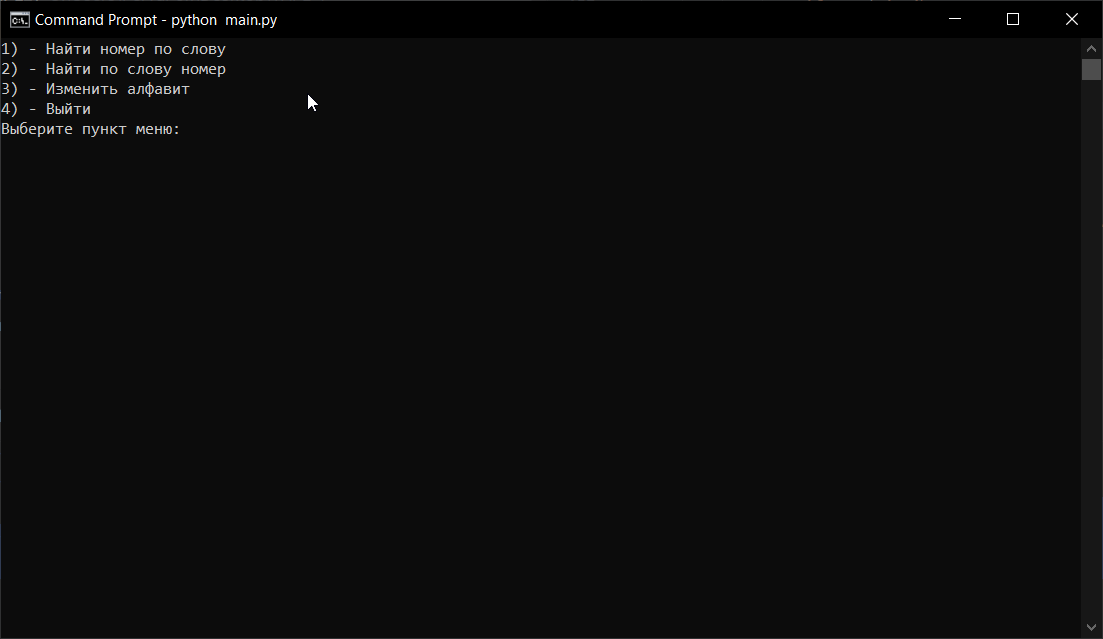 Command Prompt - python  main.py
1) - Найти номер по слову
2) - Найти по слову номер
3) - Изменить алфавит
4) - Выйти
Выберите пункт меню: